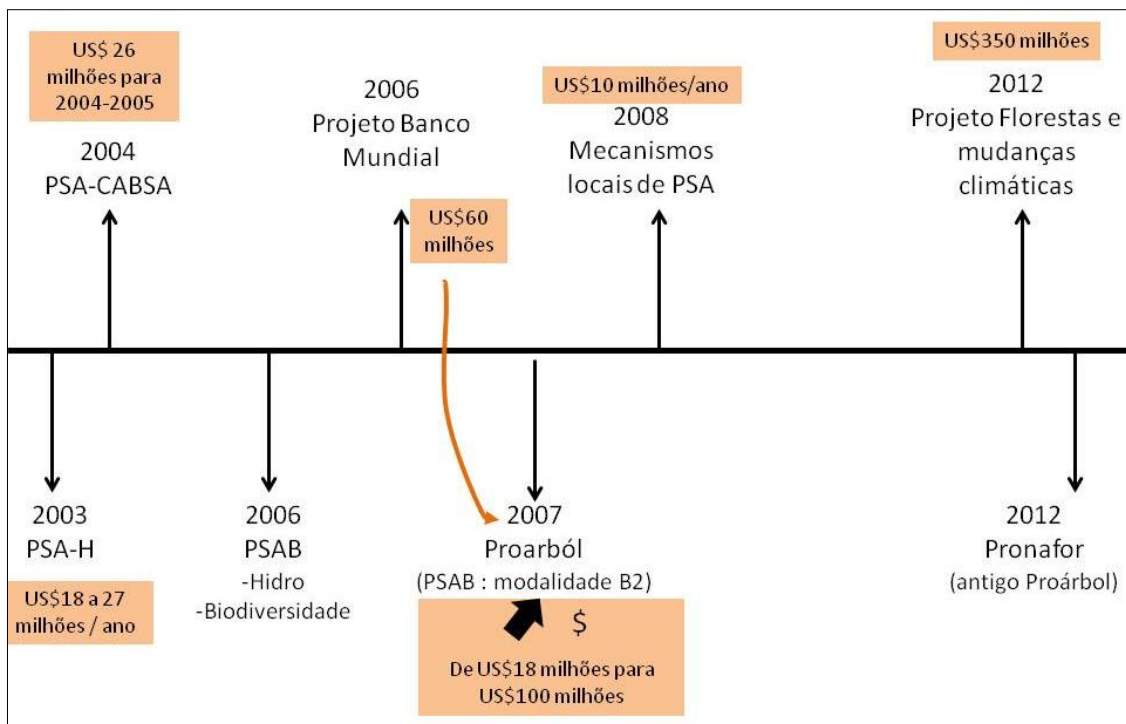 US$ 26
milhões para
2004-2005
2004
PSA-CABSA
2006
Projeto Banco
Mundial
US$60
milhões
US$10 milhões/ano
2008
Mecanismos
locais de PSA
US$350 milhões
2012
Projeto Florestas e
mudanças
climáticas
2003
PSA-H
US$18 a 27
milhões / ano
2006
PSAB
-Hidro
-Biodiversidade
2007
Proarból
(PSAB : modalidade B2)
$
De US$18 milhões para
US$100 milhões
2012
Pronafor
(antigo Proárbol)